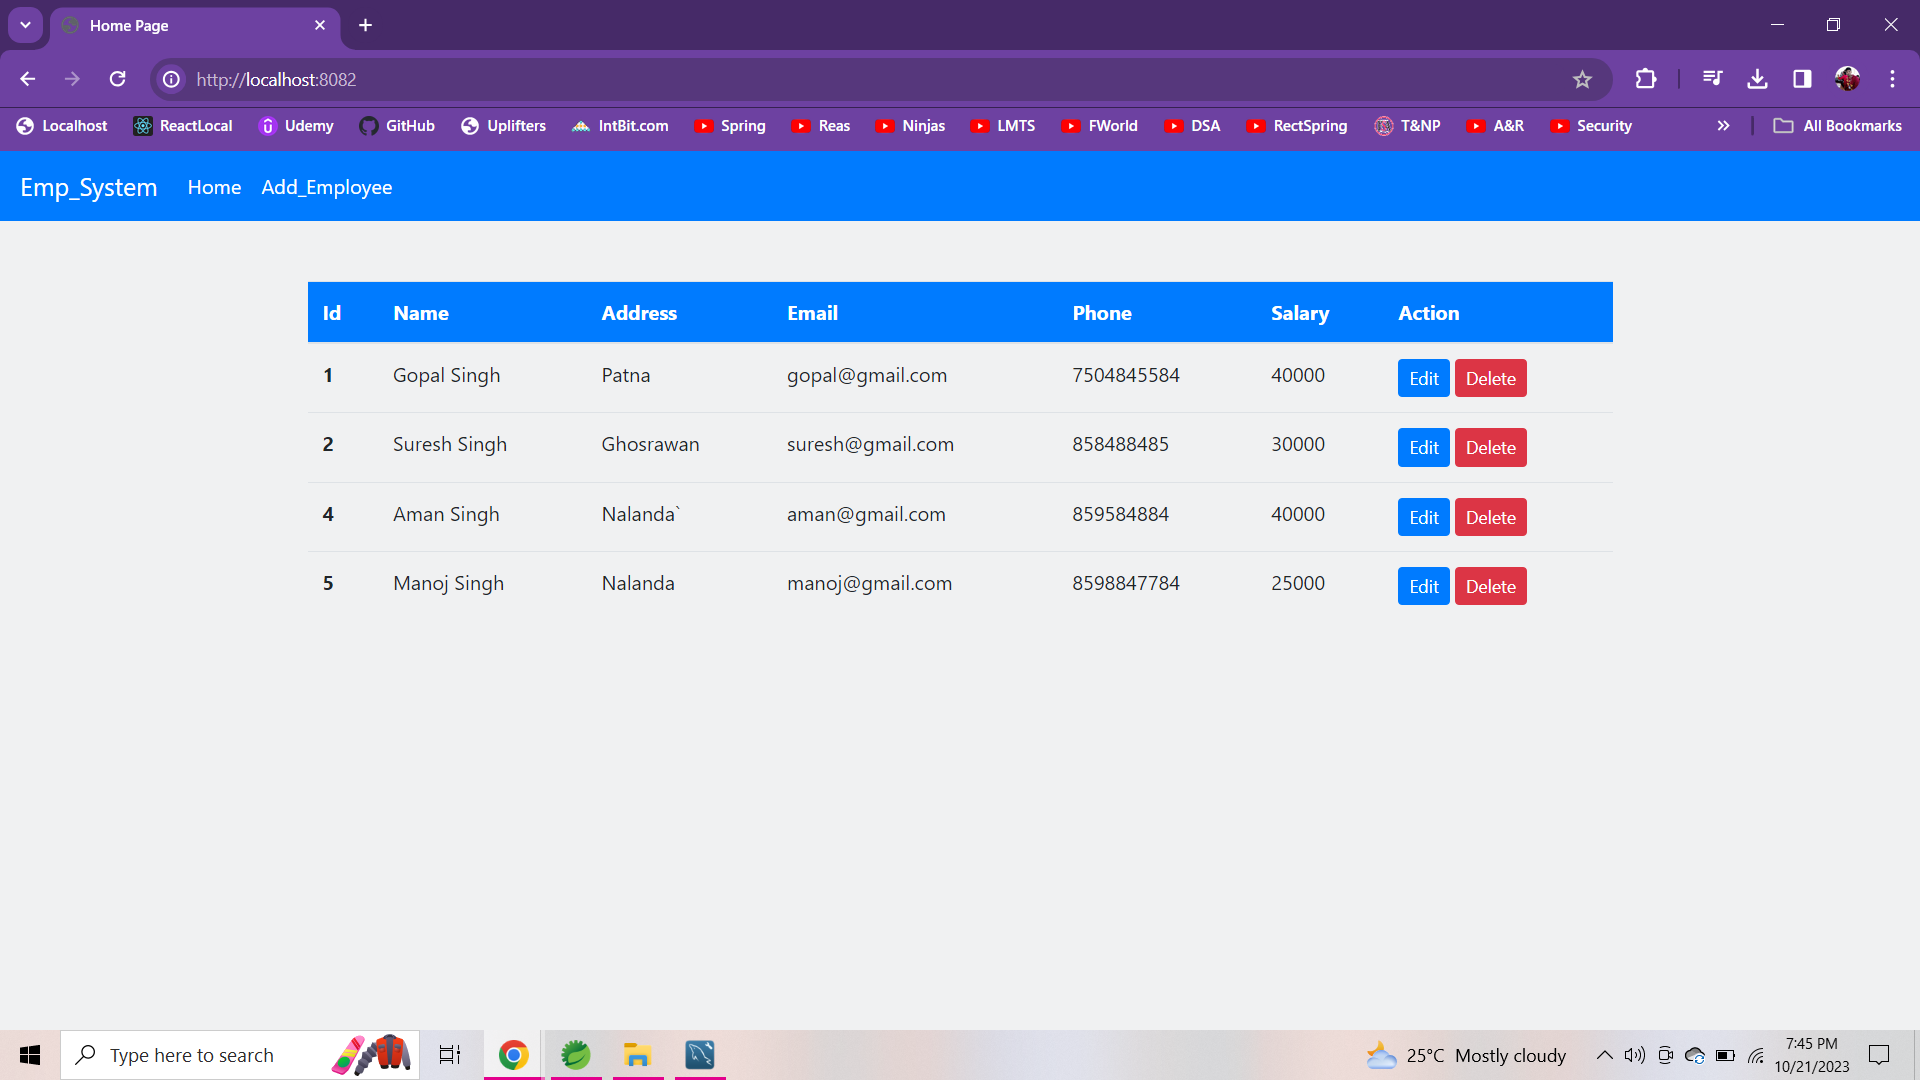 Home Page
http://localhost:8082
Localhost ReactLocal Udemy GitHub Uplifters IntBit.com Spring Reas Ninjas LMTS FWorld DSA RectSpring T&NP A&R Security » All Bookmarks
Emp_System Home Add_Employee
Id Name Address Email Phone Salary Action
1 Gopal Singh Patna gopal@gmail.com 7504845584 40000 Edit Delete
2 Suresh Singh Ghosrawan suresh@gmail.com 858488485 30000 Edit Delete
4 Aman Singh Nalanda` aman@gmail.com 859584884 40000 Edit Delete
5 Manoj Singh Nalanda manoj@gmail.com 8598847784 25000 Edit Delete
Type here to search
25°C Mostly cloudy
7:45 PM
10/21/2023